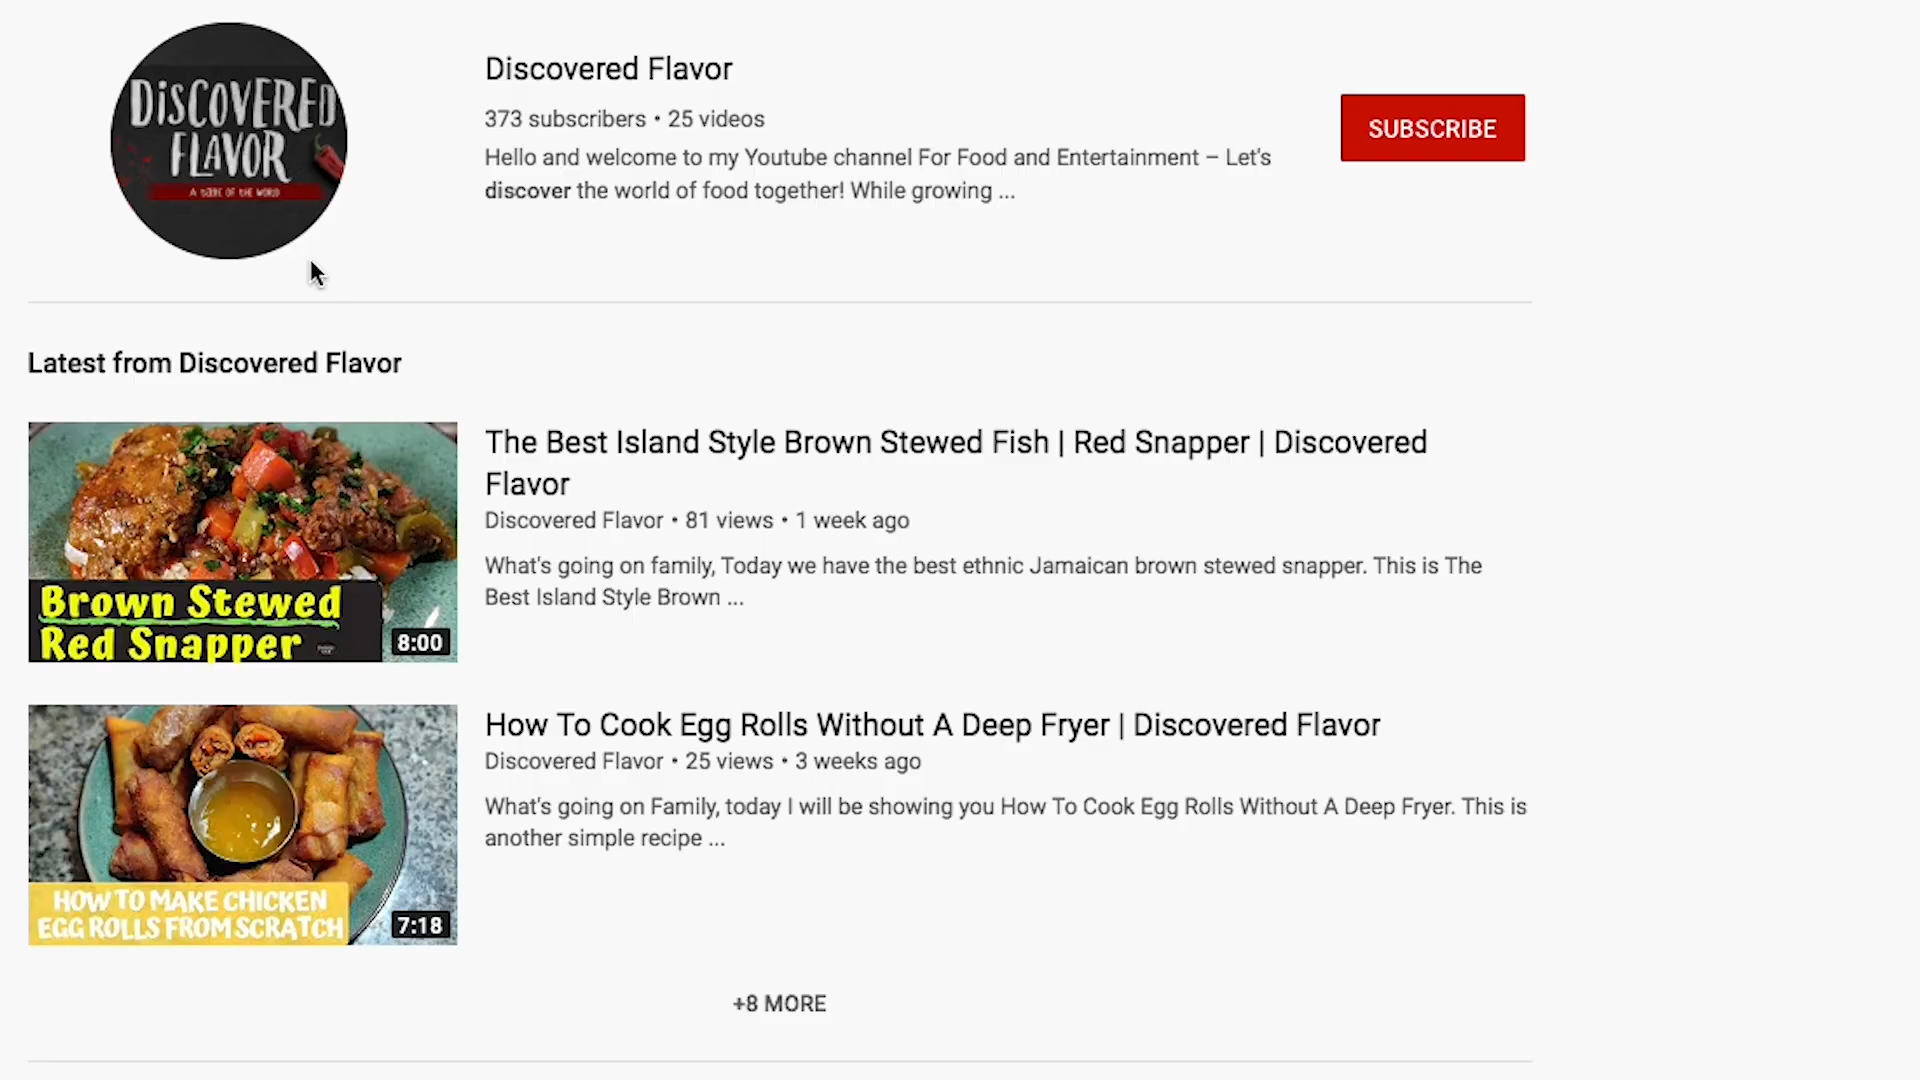 DiSCOVERED
FLAVOR
A TASTE OF THE WORLD
Discovered Flavor
373 subscribers • 25 videos
Hello and welcome to my Youtube channel For Food and Entertainment – Let's
discover the world of food together! While growing ...
SUBSCRIBE
Latest from Discovered Flavor
Brown Stewed
Red Snapper
8:00
The Best Island Style Brown Stewed Fish | Red Snapper | Discovered
Flavor
Discovered Flavor • 81 views • 1 week ago
What's going on family, Today we have the best ethnic Jamaican brown stewed snapper. This is The
Best Island Style Brown ...
HOW TO MAKE CHICKEN
EGG ROLLS FROM SCRATCH
7:18
How To Cook Egg Rolls Without A Deep Fryer | Discovered Flavor
Discovered Flavor • 25 views • 3 weeks ago
What's going on Family, today I will be showing you How To Cook Egg Rolls Without A Deep Fryer. This is
another simple recipe ...
+8 MORE